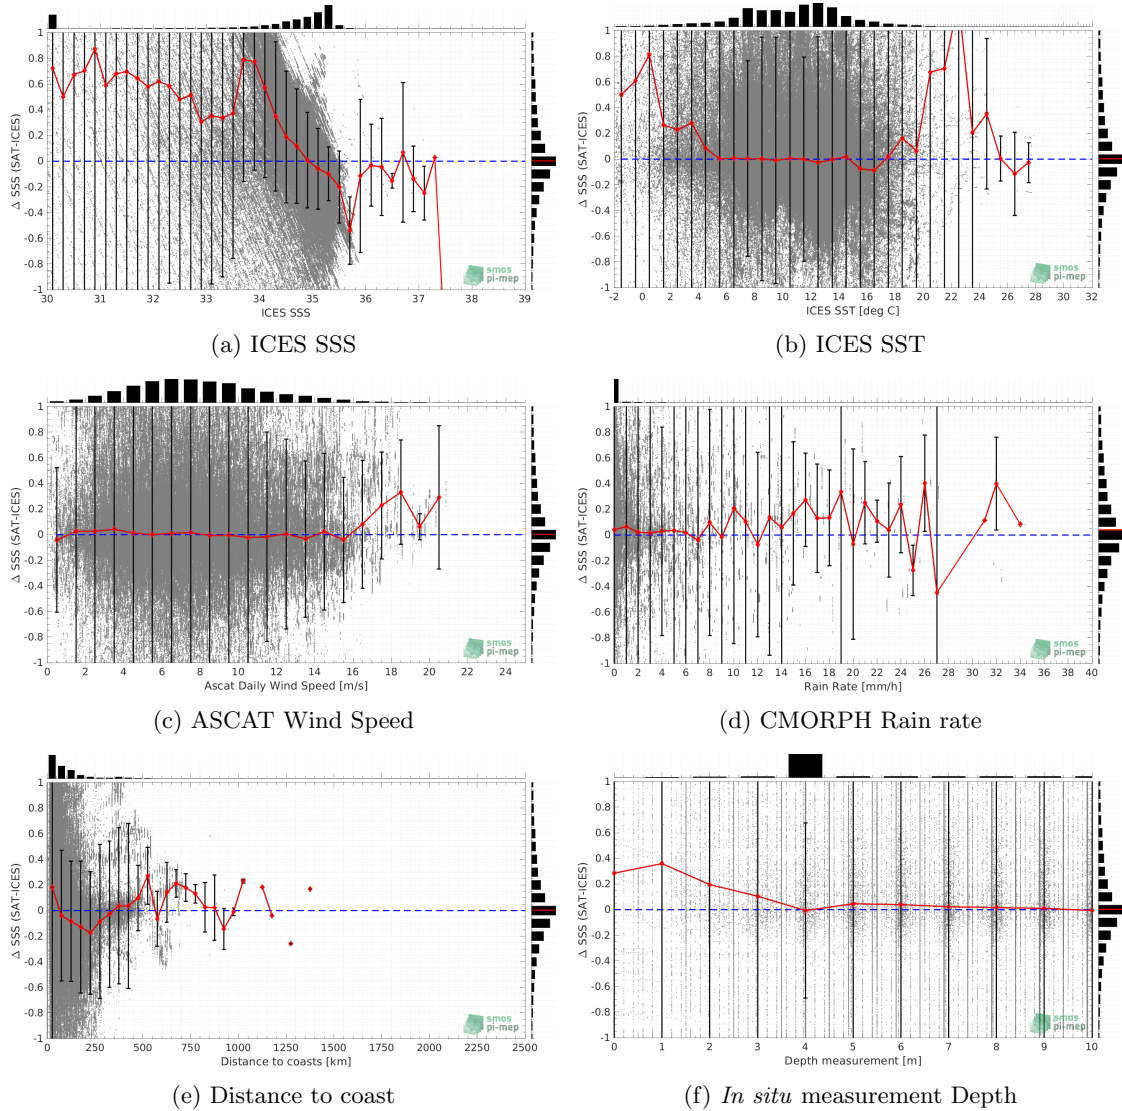 1
0.8
0.6
0.4
0.2
0
-0.2
-0.4
-0.6
-0.8
-1
Δ SSS (SAT-ICES)
30 31 32 33 34 35 36 37 38 39
ICES SSS
smos
pi-mep
(a) ICES SSS
1
0.8
0.6
0.4
0.2
0
-0.2
-0.4
-0.6
-0.8
-1
Δ SSS (SAT-ICES)
-2 0 2 4 6 8 10 12 14 16 18 20 22 24 26 28 30 32
ICES SST [deg C]
smos
pi-mep
(b) ICES SST
1
0.8
0.6
0.4
0.2
0
-0.2
-0.4
-0.6
-0.8
-1
Δ SSS (SAT-ICES)
0 2 4 6 8 10 12 14 16 18 20 22 24
Ascat Daily Wind Speed [m/s]
smos
pi-mep
(c) ASCAT Wind Speed
1
0.8
0.6
0.4
0.2
0
-0.2
-0.4
-0.6
-0.8
-1
Δ SSS (SAT-ICES)
0 2 4 6 8 10 12 14 16 18 20 22 24 26 28 30 32 34 36 38 40
Rain Rate [mm/h]
smos
pi-mep
(d) CMORPH Rain rate
1
0.8
0.6
0.4
0.2
0
-0.2
-0.4
-0.6
-0.8
-1
Δ SSS (SAT-ICES)
0 250 500 750 1000 1250 1500 1750 2000 2250 2500
Distance to coasts [km]
smos
pi-mep
(e) Distance to coast
1
0.8
0.6
0.4
0.2
0
-0.2
-0.4
-0.6
-0.8
-1
Δ SSS (SAT-ICES)
0 1 2 3 4 5 6 7 8 9 10
Depth measurement [m]
smos
pi-mep
(f) In situ measurement Depth